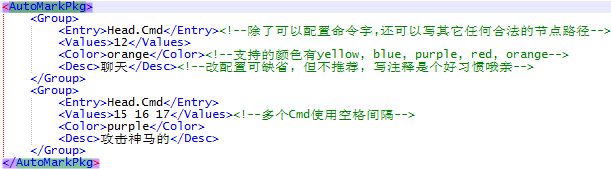 <AutoMarkPkg>
<Group>
<Entry>Head.Cmd</Entry><!--除了可以配置命令字,还可以写其它任何合法的节点路径-->
<Values>12</Values>
<Color>orange</Color><!--支持的颜色有yellow, blue, purple, red, orange-->
<Desc>聊天</Desc><!--改配置可缺省，但不推荐，写注释是个好习惯哦亲-->
</Group>
<Group>
<Entry>Head.Cmd</Entry>
<Values>15 16 17</Values><!--多个Cmd使用空格间隔-->
<Color>purple</Color>
<Desc>攻击神马的</Desc>
</Group>
</AutoMarkPkg>